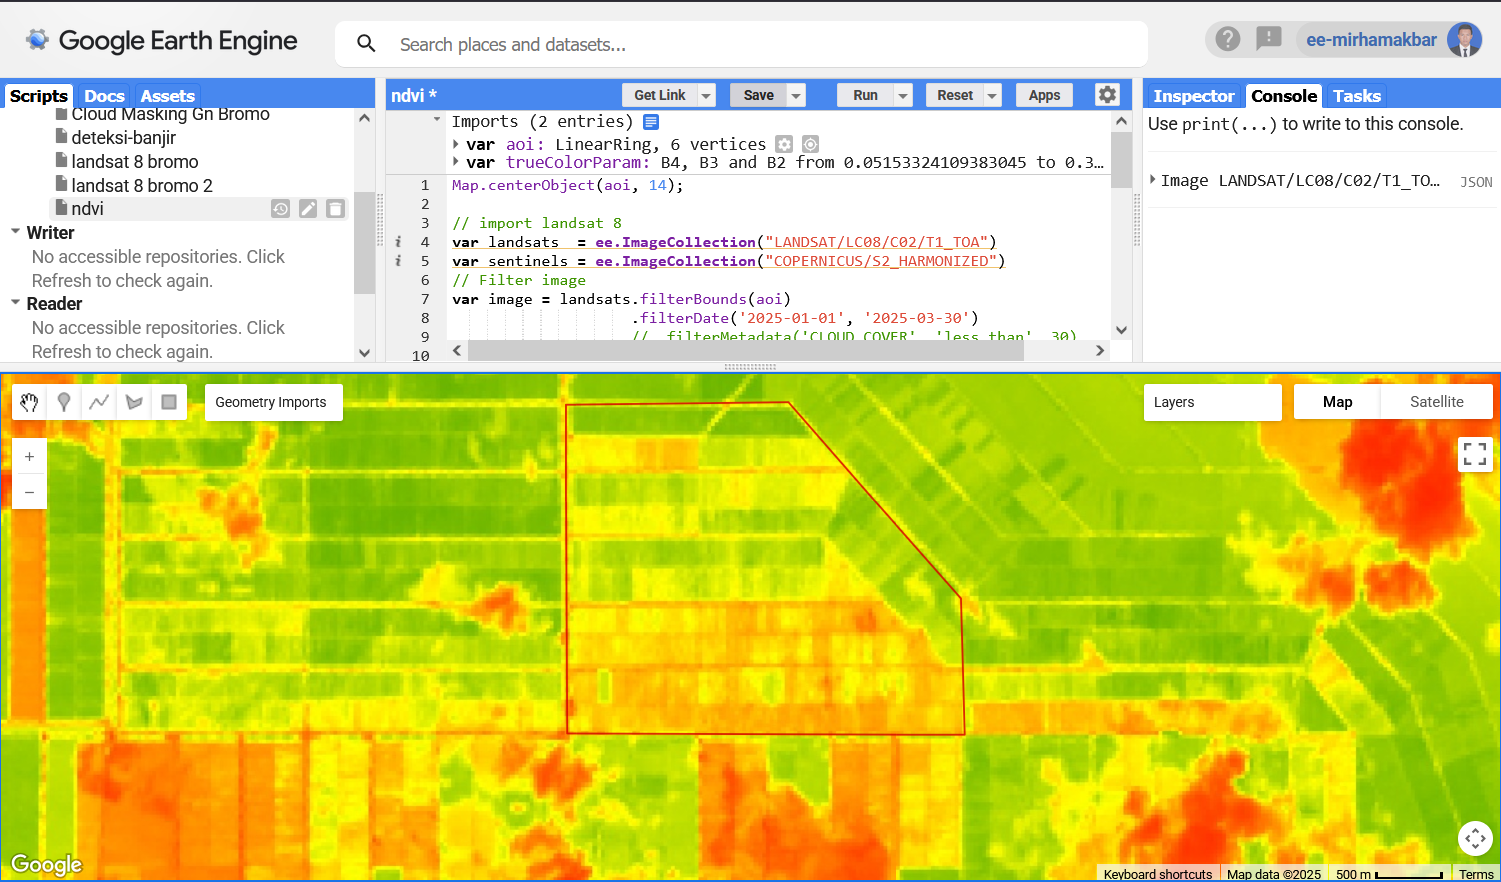 Google Earth Engine
Search places and datasets...
ee-mirhamakbar
Scripts Docs Assets
Cloud Masking Gn Bromo
deteksi-banjir
landsat 8 bromo
landsat 8 bromo 2
ndvi
Writer
No accessible repositories. Click
Refresh to check again.
Reader
No accessible repositories. Click
Refresh to check again.
ndvi *
Get Link Save Run Reset Apps
Imports (2 entries)
var aoi: LinearRing, 6 vertices
var trueColorParam: B4, B3 and B2 from 0.05153324109383045 to 0.3…
1 Map.centerObject(aoi, 14);
2
3 // import landsat 8
i 4 var landsats  = ee.ImageCollection("LANDSAT/LC08/C02/T1_TOA")
i 5 var sentinels = ee.ImageCollection("COPERNICUS/S2_HARMONIZED")
6 // Filter image
7 var image = landsats.filterBounds(aoi)
8 .filterDate('2025-01-01', '2025-03-30')
9 // .filterMetadata('CLOUD_COVER', 'less_than', 30)
10
Inspector Console Tasks
Use print(...) to write to this console.
Image LANDSAT/LC08/C02/T1_TO… JSON
Geometry Imports
Layers
Map Satellite
+
−
Google
Keyboard shortcuts Map data ©2025 500 m Terms